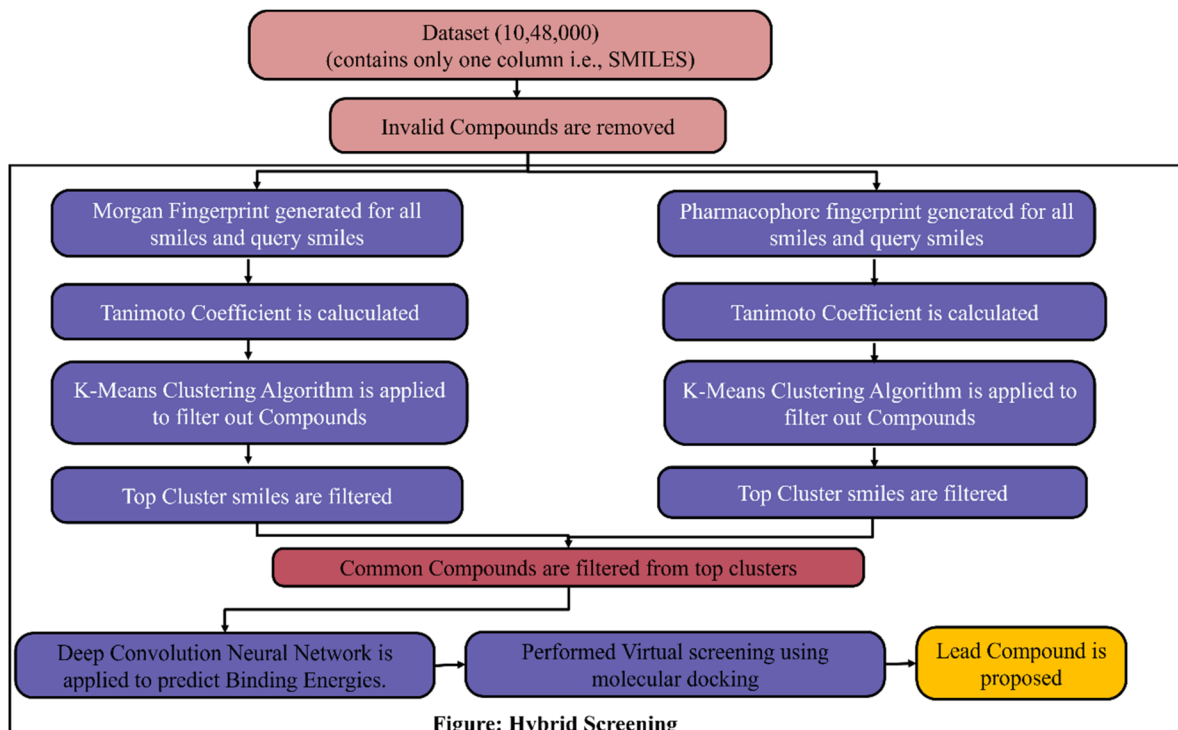 Dataset (10,48,000)
(contains only one column i.e., SMILES)
Invalid Compounds are removed
Morgan Fingerprint generated for all
smiles and query smiles
Pharmacophore fingerprint generated for all
smiles and query smiles
Tanimoto Coefficient is caluculated
Tanimoto Coefficient is calculated
K-Means Clustering Algorithm is applied
to filter out Compounds
K-Means Clustering Algorithm is applied to
filter out Compounds
Top Cluster smiles are filtered
Top Cluster smiles are filtered
Common Compounds are filtered from top clusters
Deep Convolution Neural Network is
applied to predict Binding Energies.
Performed Virtual screening using
molecular docking
Lead Compound is
proposed
Figure: Hybrid Screening